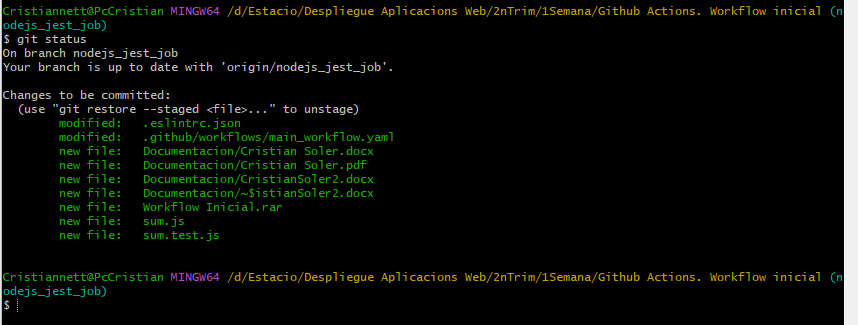 Cristiannett@PcCristian MINGW64 /d/Estacio/Despliegue Aplicacions Web/2nTrim/1Semana/Github Actions. Workflow inicial (n
odejs_jest_job)
$ git status
On branch nodejs_jest_job
Your branch is up to date with 'origin/nodejs_jest_job'.
Changes to be committed:
  (use "git restore --staged <file>..." to unstage)
        modified:   .eslintrc.json
        modified:   .github/workflows/main_workflow.yaml
        new file:   Documentacion/Cristian Soler.docx
        new file:   Documentacion/Cristian Soler.pdf
        new file:   Documentacion/CristianSoler2.docx
        new file:   Documentacion/~$istianSoler2.docx
        new file:   Workflow Inicial.rar
        new file:   sum.js
        new file:   sum.test.js
Cristiannett@PcCristian MINGW64 /d/Estacio/Despliegue Aplicacions Web/2nTrim/1Semana/Github Actions. Workflow inicial (n
odejs_jest_job)
$